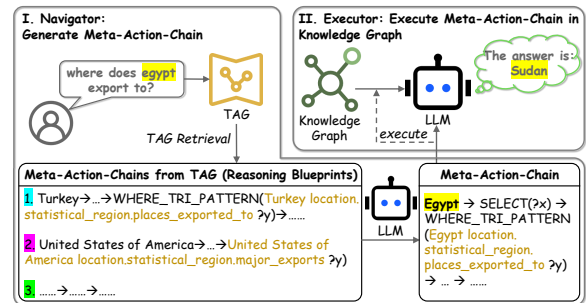 I. Navigator:
Generate Meta-Action-Chain
where does egypt
export to?
TAG
TAG Retrieval
II. Executor: Execute Meta-Action-Chain in
Knowledge Graph
The answer is:
Sudan
Knowledge
Graph
execute
LLM
Meta-Action-Chains from TAG (Reasoning Blueprints)
1. Turkey→…→WHERE_TRI_PATTERN(Turkey location.
statistical_region.places_exported_to ?y)→……
2. United States of America→…→United States of
America location.statistical_region.major_exports ?y)
3. ……→……→……
LLM
Meta-Action-Chain
Egypt → SELECT(?x) →
WHERE_TRI_PATTERN
(Egypt location.
statistical_region.
places_exported_to ?y)
→ … → ……